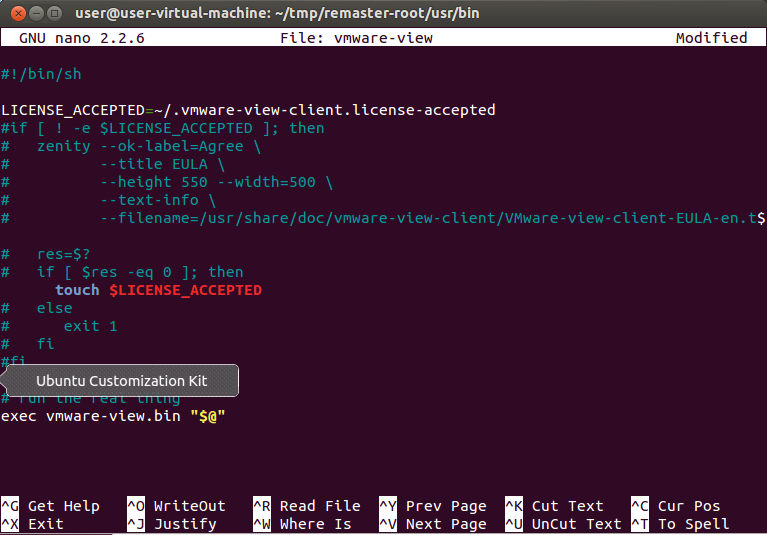 user@user-virtual-machine: ~/tmp/remaster-root/usr/bin
GNU nano 2.2.6 File: vmware-view Modified
#!/bin/sh
LICENSE_ACCEPTED=~/.vmware-view-client.license-accepted
#if [ ! -e $LICENSE_ACCEPTED ]; then
#   zenity --ok-label=Agree \
#          --title EULA \
#          --height 550 --width=500 \
#          --text-info \
#          --filename=/usr/share/doc/vmware-view-client/VMware-view-client-EULA-en.t$
#   res=$?
#   if [ $res -eq 0 ]; then
      touch $LICENSE_ACCEPTED
#   else
#      exit 1
#   fi
#fi
Ubuntu Customization Kit
# run the real thing
exec vmware-view.bin "$@"
^G Get Help ^O WriteOut ^R Read File ^Y Prev Page ^K Cut Text ^C Cur Pos
^X Exit ^J Justify ^W Where Is ^V Next Page ^U UnCut Text ^T To Spell